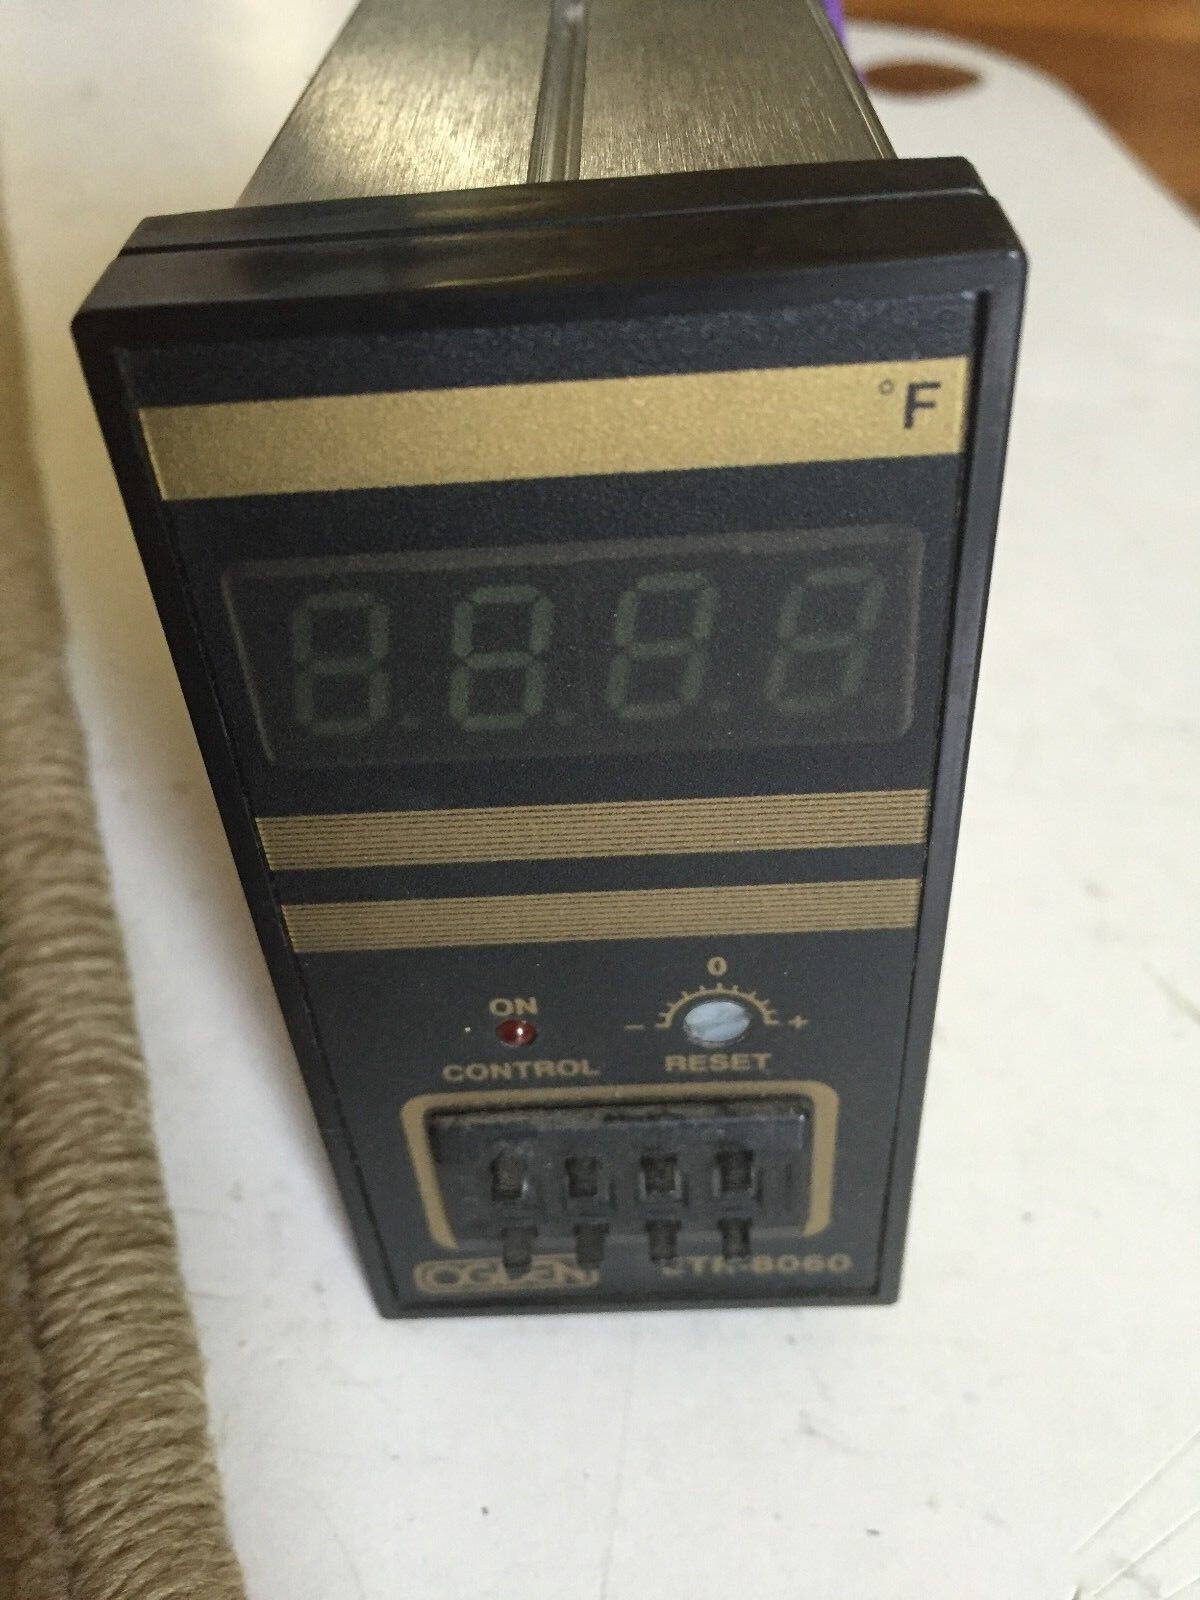 °F
0
ON
- +
CONTROL RESET
OGDEN ETR-8060